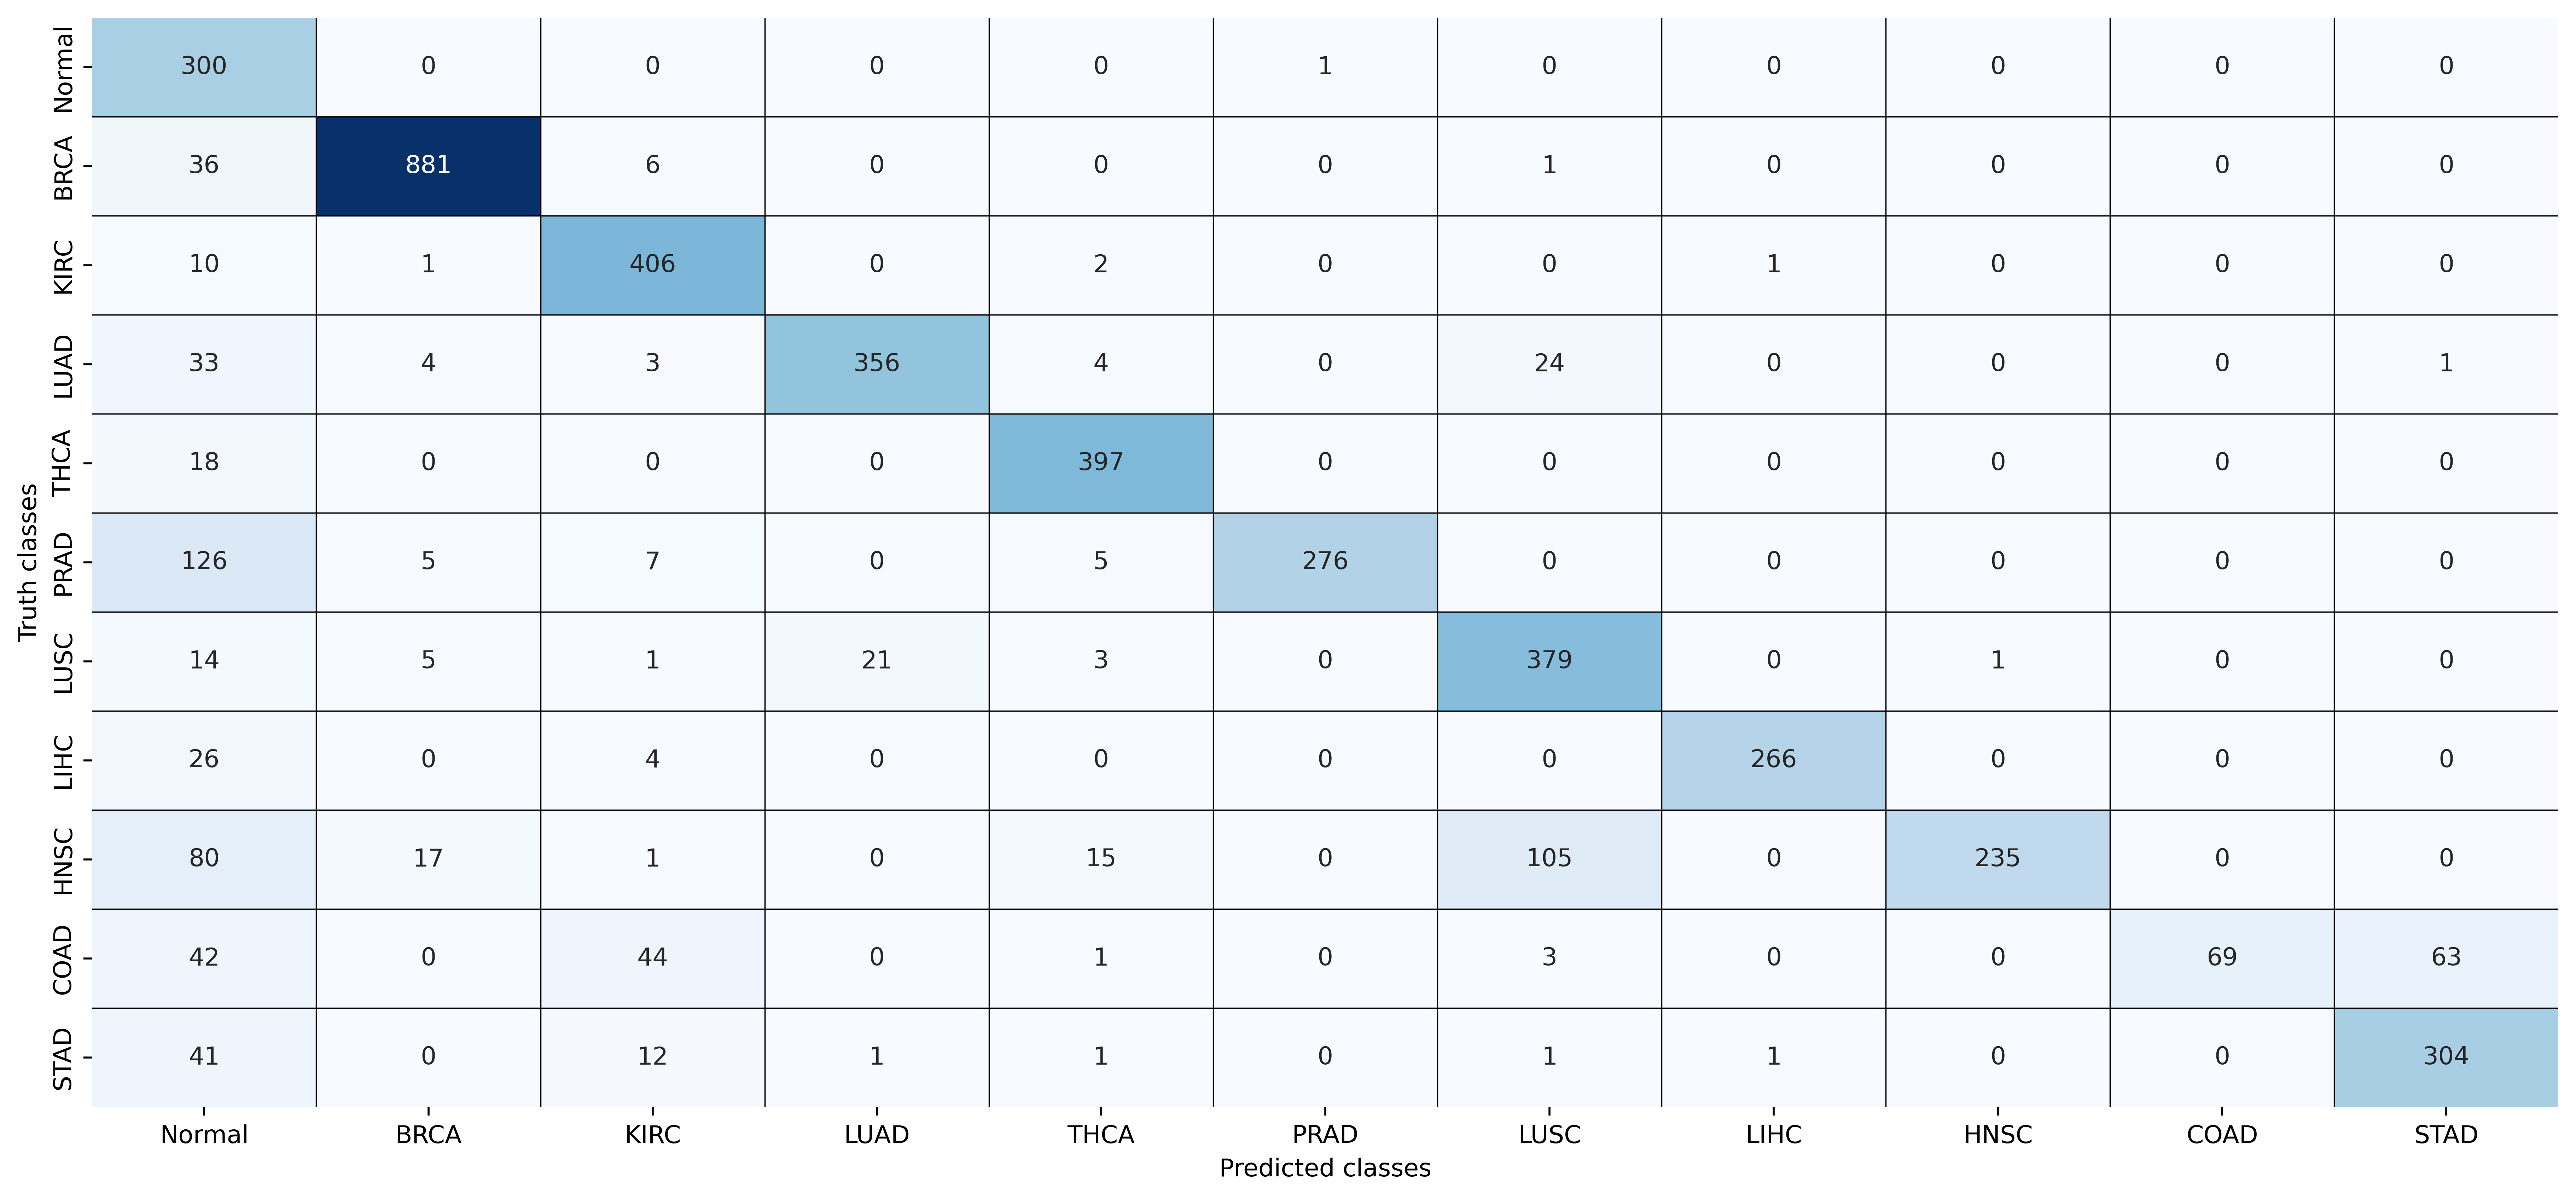 Truth classes
Normal 300 0 0 0 0 1 0 0 0 0 0
BRCA 36 881 6 0 0 0 1 0 0 0 0
KIRC 10 1 406 0 2 0 0 1 0 0 0
LUAD 33 4 3 356 4 0 24 0 0 0 1
THCA 18 0 0 0 397 0 0 0 0 0 0
PRAD 126 5 7 0 5 276 0 0 0 0 0
LUSC 14 5 1 21 3 0 379 0 1 0 0
LIHC 26 0 4 0 0 0 0 266 0 0 0
HNSC 80 17 1 0 15 0 105 0 235 0 0
COAD 42 0 44 0 1 0 3 0 0 69 63
STAD 41 0 12 1 1 0 1 1 0 0 304
Normal BRCA KIRC LUAD THCA PRAD LUSC LIHC HNSC COAD STAD
Predicted classes